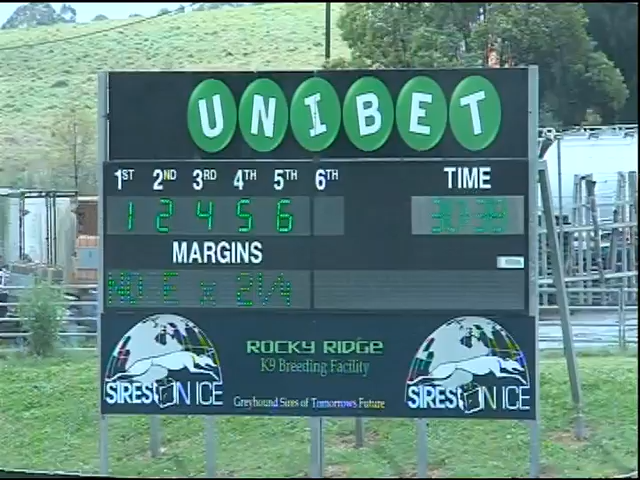 UNIBET
1ST 2ND 3RD 4TH 5TH 6TH TIME
1 2 4 5 6
MARGINS
NO.E x 2 1/4
ROCKY RIDGE
K9 Breeding Facility
SIRES ON ICE
SIRES ON ICE
Greyhound Sires of Tomorrows Future